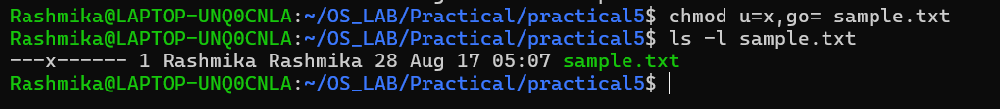 Rashmika@LAPTOP-UNQ0CNLA:~/OS_LAB/Practical/practical5$ chmod u=x,go= sample.txt
Rashmika@LAPTOP-UNQ0CNLA:~/OS_LAB/Practical/practical5$ ls -l sample.txt
---x------ 1 Rashmika Rashmika 28 Aug 17 05:07 sample.txt
Rashmika@LAPTOP-UNQ0CNLA:~/OS_LAB/Practical/practical5$